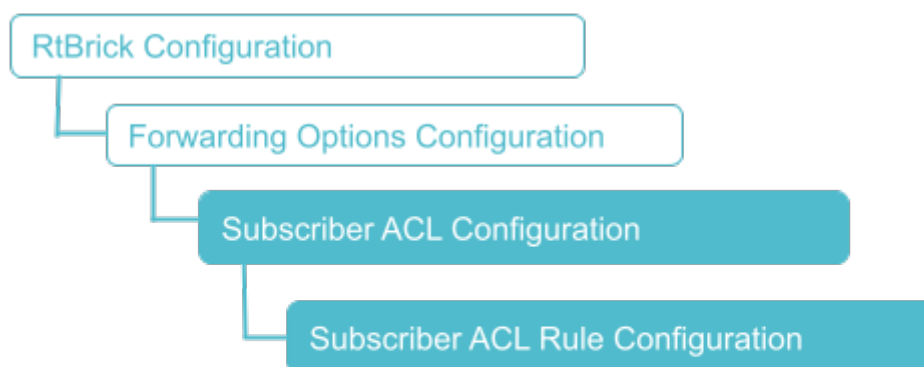 RtBrick Configuration
Forwarding Options Configuration
Subscriber ACL Configuration
Subscriber ACL Rule Configuration